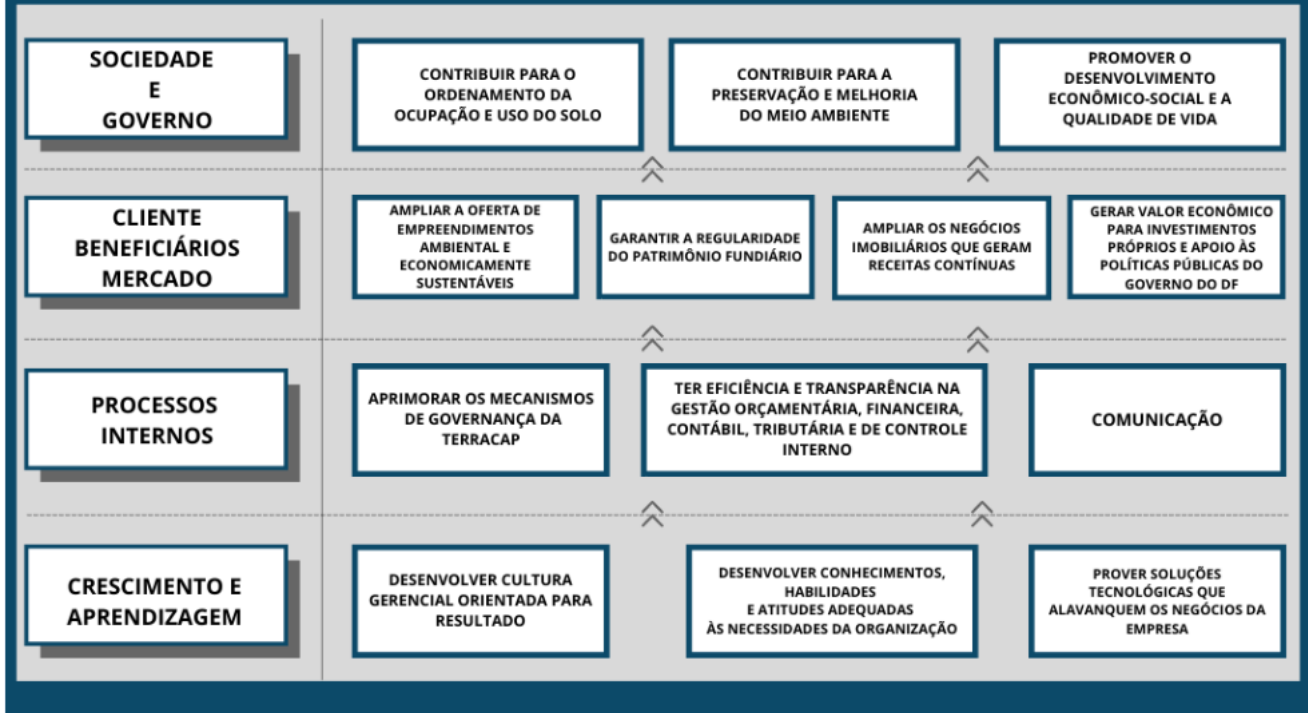 SOCIEDADE
E
GOVERNO
CONTRIBUIR PARA O
ORDENAMENTO DA
OCUPAÇÃO E USO DO SOLO
CONTRIBUIR PARA A
PRESERVAÇÃO E MELHORIA
DO MEIO AMBIENTE
PROMOVER O
DESENVOLVIMENTO
ECONÔMICO-SOCIAL E A
QUALIDADE DE VIDA
CLIENTE
BENEFICIÁRIOS
MERCADO
AMPLIAR A OFERTA DE
EMPREENDIMENTOS
AMBIENTAL E
ECONOMICAMENTE
SUSTENTÁVEIS
GARANTIR A REGULARIDADE
DO PATRIMÔNIO FUNDIÁRIO
AMPLIAR OS NEGÓCIOS
IMOBILIÁRIOS QUE GERAM
RECEITAS CONTÍNUAS
GERAR VALOR ECONÔMICO
PARA INVESTIMENTOS
PRÓPRIOS E APOIO ÀS
POLÍTICAS PÚBLICAS DO
GOVERNO DO DF
PROCESSOS
INTERNOS
APRIMORAR OS MECANISMOS
DE GOVERNANÇA DA
TERRACAP
TER EFICIÊNCIA E TRANSPARÊNCIA NA
GESTÃO ORÇAMENTÁRIA, FINANCEIRA,
CONTÁBIL, TRIBUTÁRIA E DE CONTROLE
INTERNO
COMUNICAÇÃO
CRESCIMENTO E
APRENDIZAGEM
DESENVOLVER CULTURA
GERENCIAL ORIENTADA PARA
RESULTADO
DESENVOLVER CONHECIMENTOS,
HABILIDADES
E ATITUDES ADEQUADAS
ÀS NECESSIDADES DA ORGANIZAÇÃO
PROVER SOLUÇÕES
TECNOLÓGICAS QUE
ALAVANQUEM OS NEGÓCIOS DA
EMPRESA